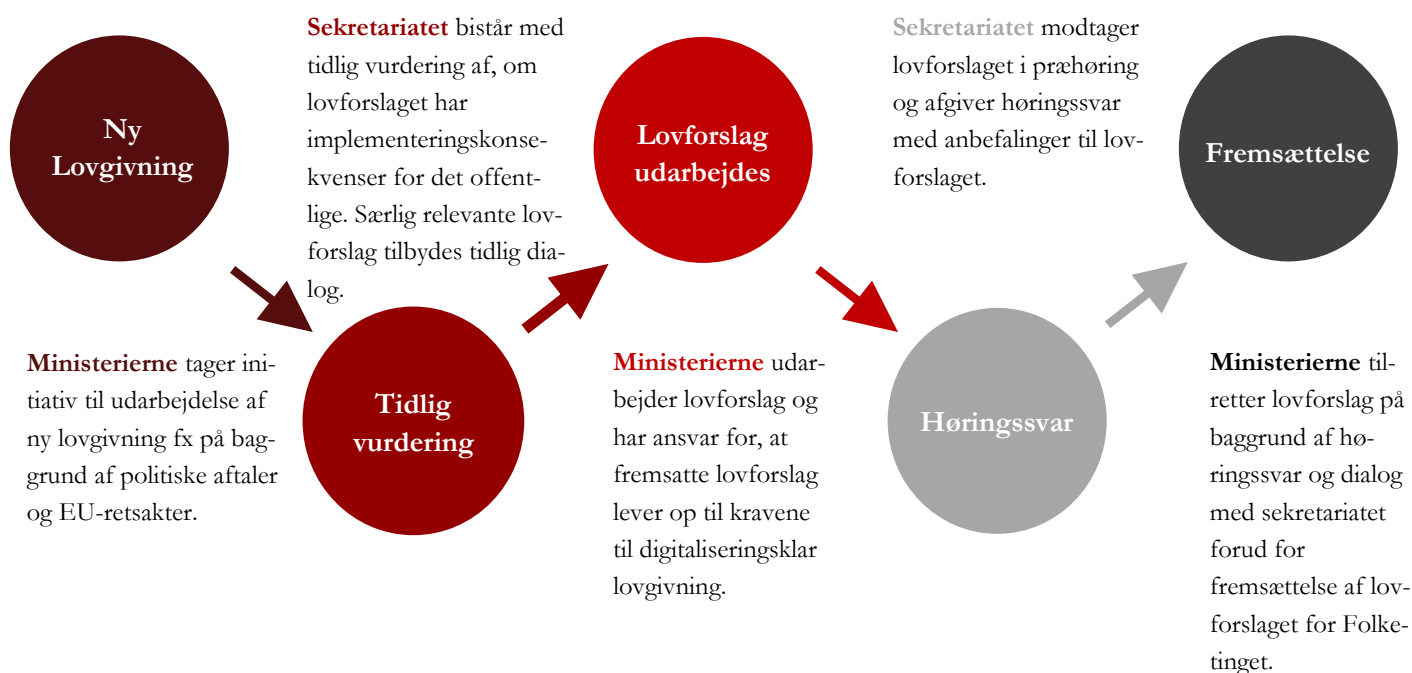 Ny
Lovgivning
Ministerierne tager ini-
tiativ til udarbejdelse af
ny lovgivning fx på bag-
grund af politiske aftaler
og EU-retsakter.
Sekretariatet bistår med
tidlig vurdering af, om
lovforslaget har
implementeringskonse-
kvenser for det offent-
lige. Særlig relevante lov-
forslag tilbydes tidlig dia-
log.
Tidlig
vurdering
Lovforslag
udarbejdes
Ministerierne udar-
bejder lovforslag og
har ansvar for, at
fremsatte lovforslag
lever op til kravene
til digitaliseringsklar
lovgivning.
Sekretariatet modtager
lovforslaget i præhøring
og afgiver høringssvar
med anbefalinger til lov-
forslaget.
Høringssvar
Fremsættelse
Ministerierne til-
retter lovforslag på
baggrund af hø-
ringssvar og dialog
med sekretariatet
forud for
fremsættelse af lov-
forslaget for Folke-
tinget.